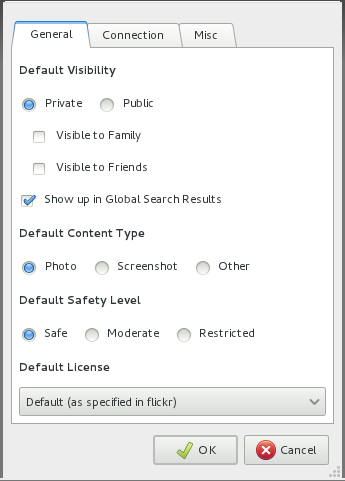 General Connection Misc
Default Visibility
Private Public
Visible to Family
Visible to Friends
Show up in Global Search Results
Default Content Type
Photo Screenshot Other
Default Safety Level
Safe Moderate Restricted
Default License
Default (as specified in flickr)
OK Cancel